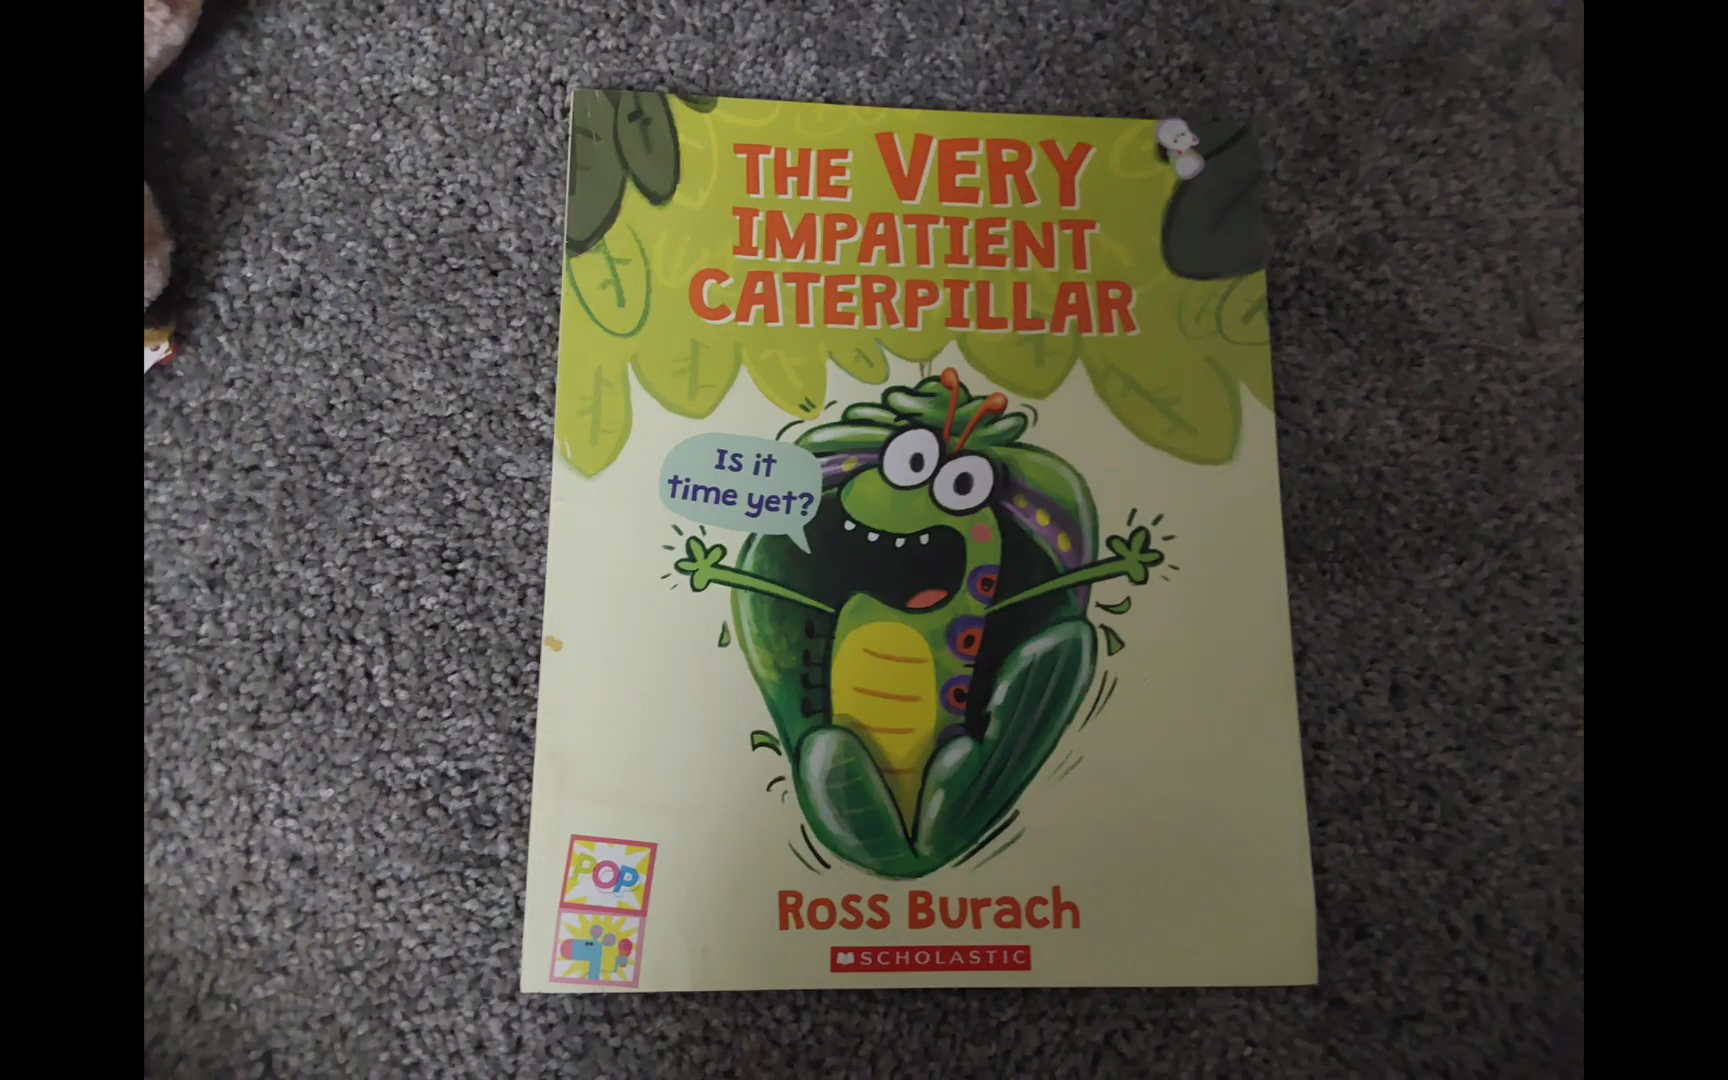 THE VERY
IMPATIENT
CATERPILLAR
Is it
time yet?
POP
Ross Burach
SCHOLASTIC